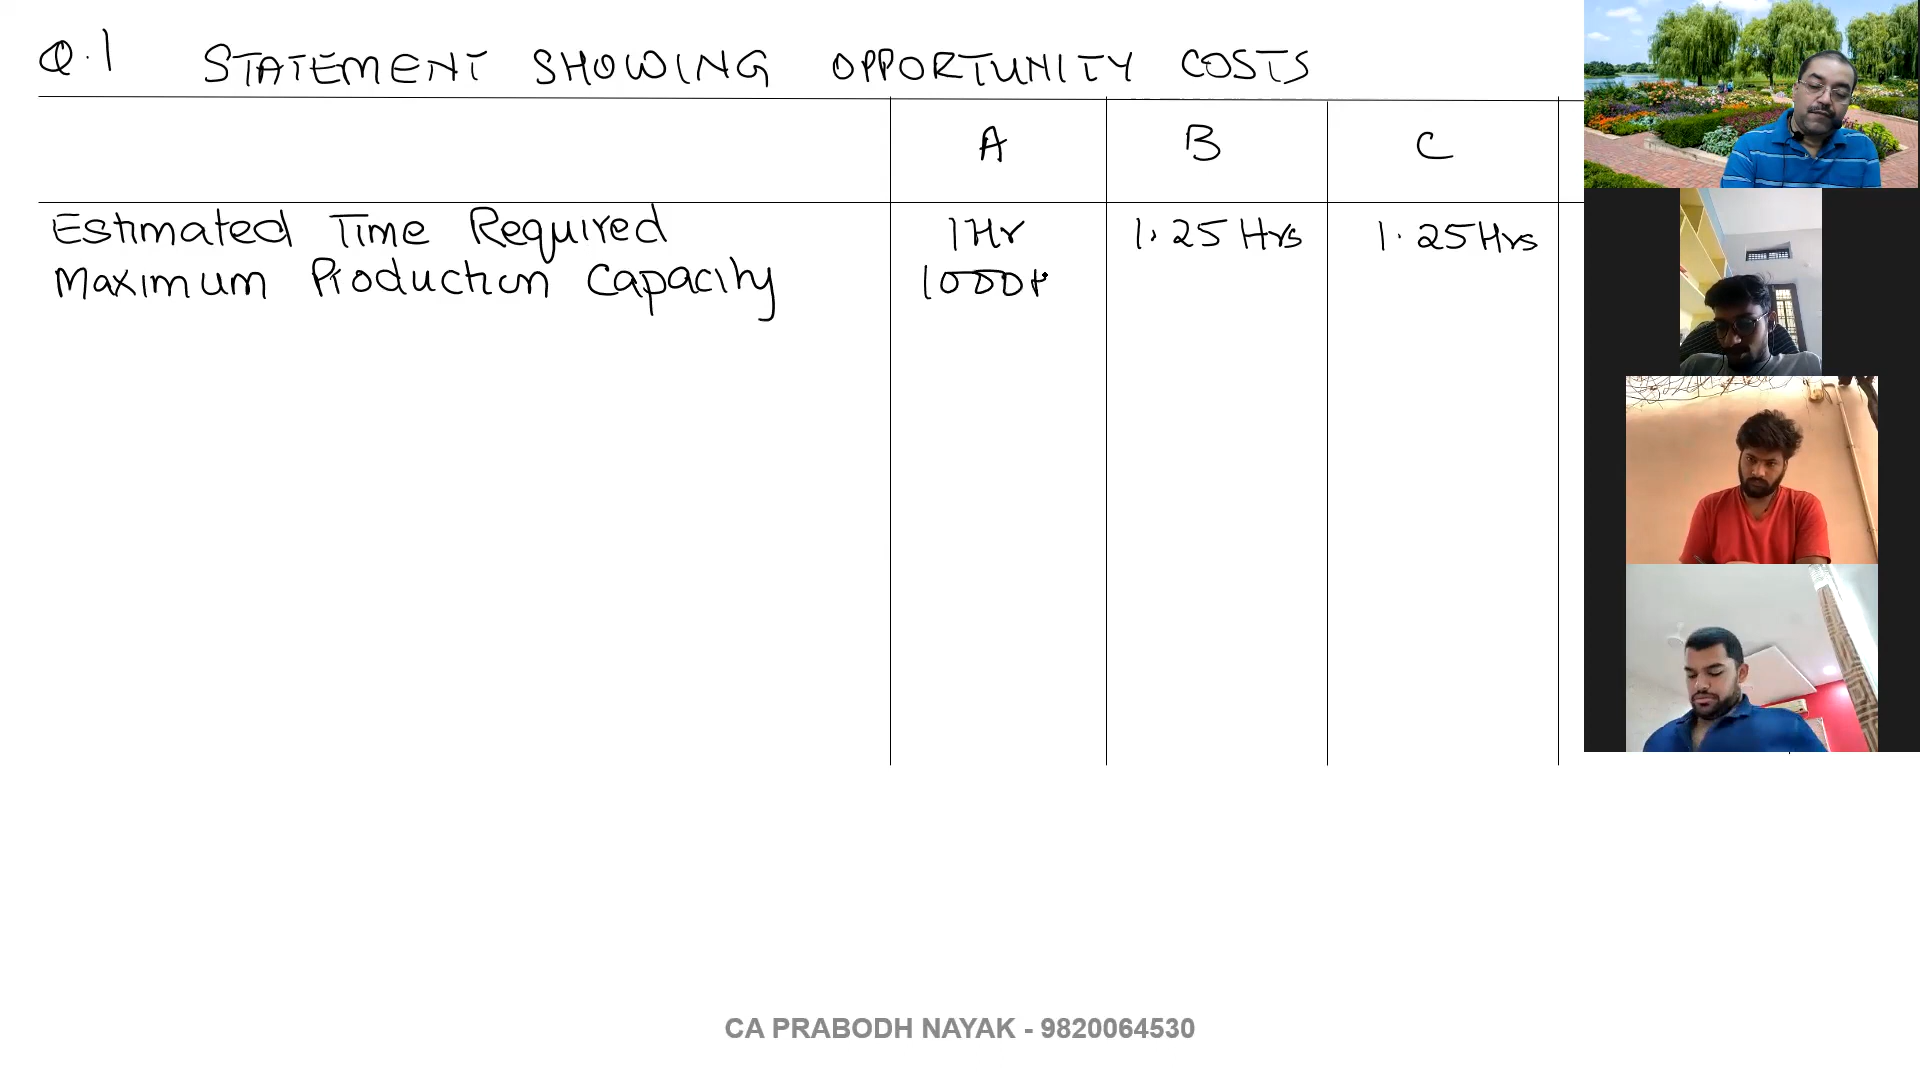 Q.1 STATEMENT SHOWING OPPORTUNITY COSTS
A B C
Estimated Time Required 1Hr 1.25 Hrs 1.25 Hrs
Maximum Production Capacity 1000
CA PRABODH NAYAK - 9820064530